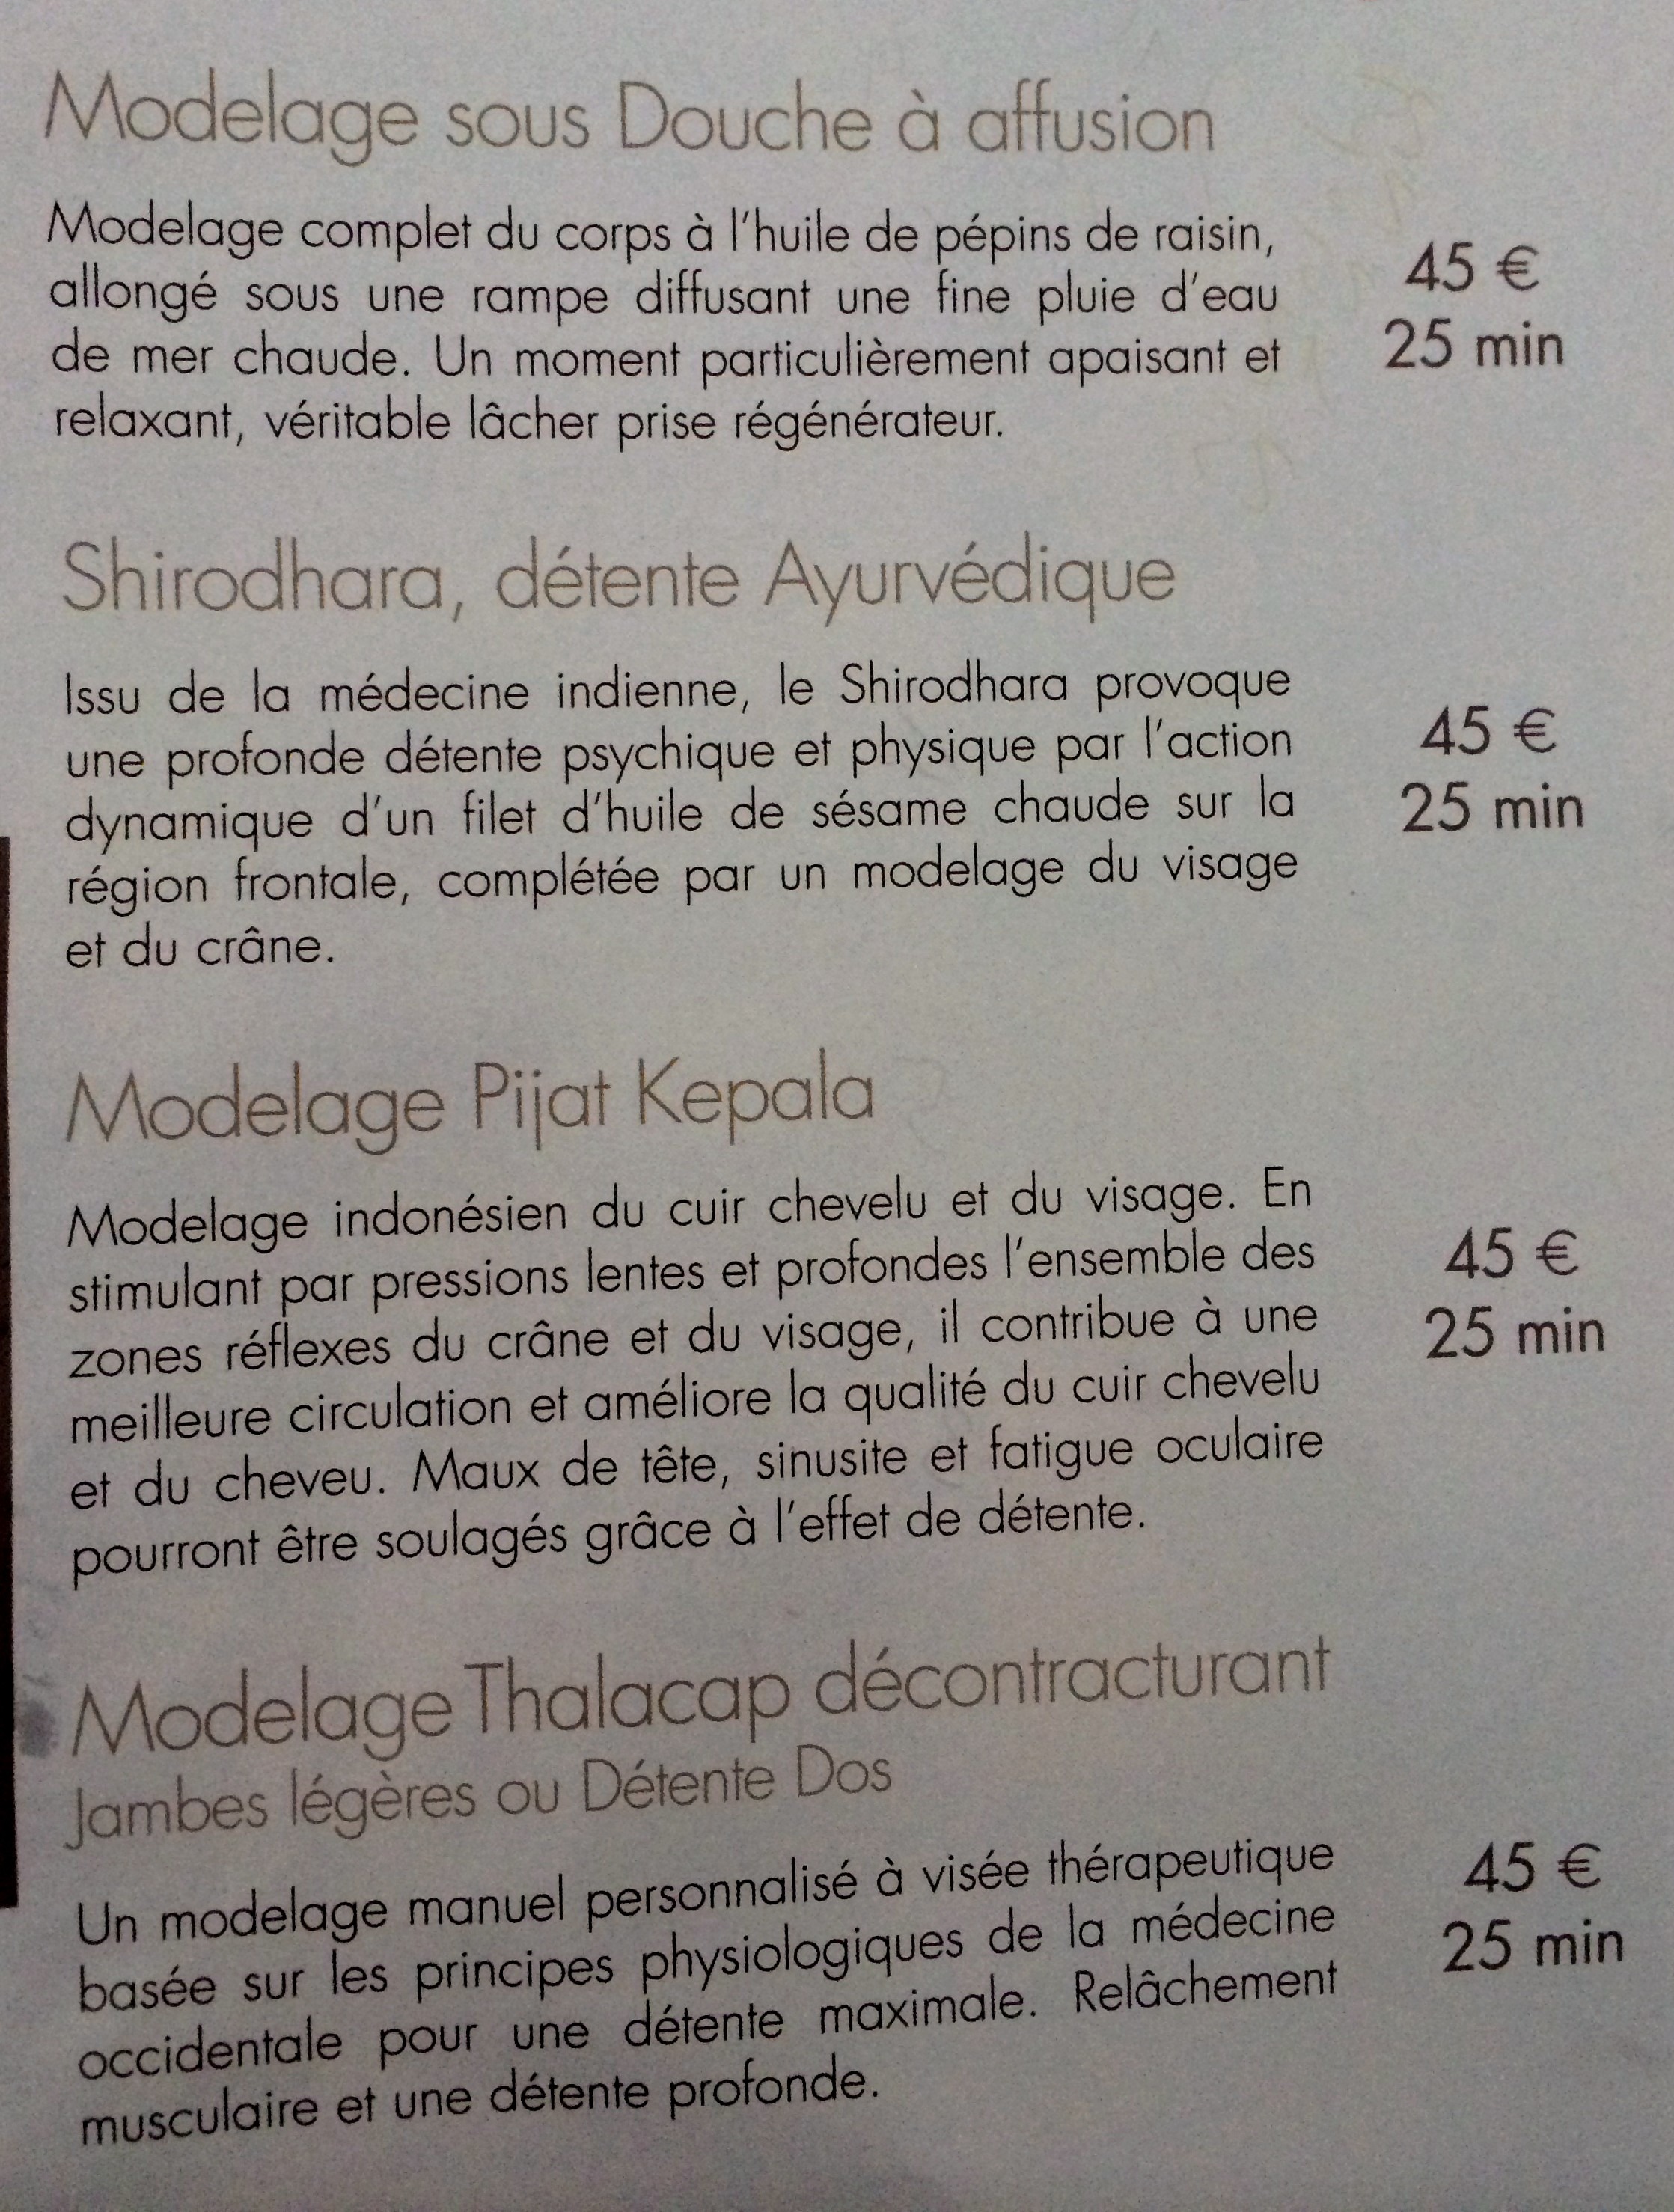 Modelage sous Douche à affusion
Modelage complet du corps à l'huile de pépins de raisin,
allongé sous une rampe diffusant une fine pluie d'eau
de mer chaude. Un moment particulièrement apaisant et
relaxant, véritable lâcher prise régénérateur.
45 €
25 min
Shirodhara, détente Ayurvédique
Issu de la médecine indienne, le Shirodhara provoque
une profonde détente psychique et physique par l'action
dynamique d'un filet d'huile de sésame chaude sur la
région frontale, complétée par un modelage du visage
et du crâne.
45 €
25 min
Modelage Pijat Kepala
Modelage indonésien du cuir chevelu et du visage. En
stimulant par pressions lentes et profondes l'ensemble des
zones réflexes du crâne et du visage, il contribue à une
meilleure circulation et améliore la qualité du cuir chevelu
et du cheveu. Maux de tête, sinusite et fatigue oculaire
pourront être soulagés grâce à l'effet de détente.
45 €
25 min
Modelage Thalacap décontracturant
Jambes légères ou Détente Dos
Un modelage manuel personnalisé à visée thérapeutique
basée sur les principes physiologiques de la médecine
occidentale pour une détente maximale. Relâchement
musculaire et une détente profonde.
45 €
25 min